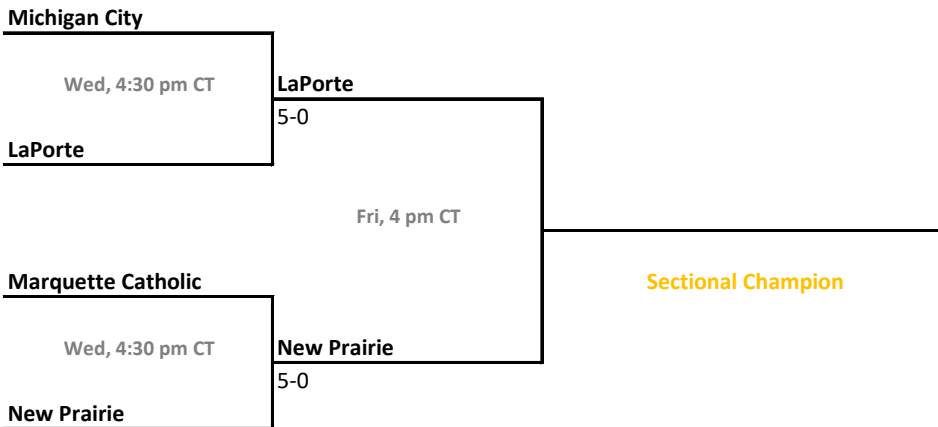 Michigan City
Wed, 4:30 pm CT
LaPorte
5-0
LaPorte
Fri, 4 pm CT
Marquette Catholic
Sectional Champion
Wed, 4:30 pm CT
New Prairie
5-0
New Prairie